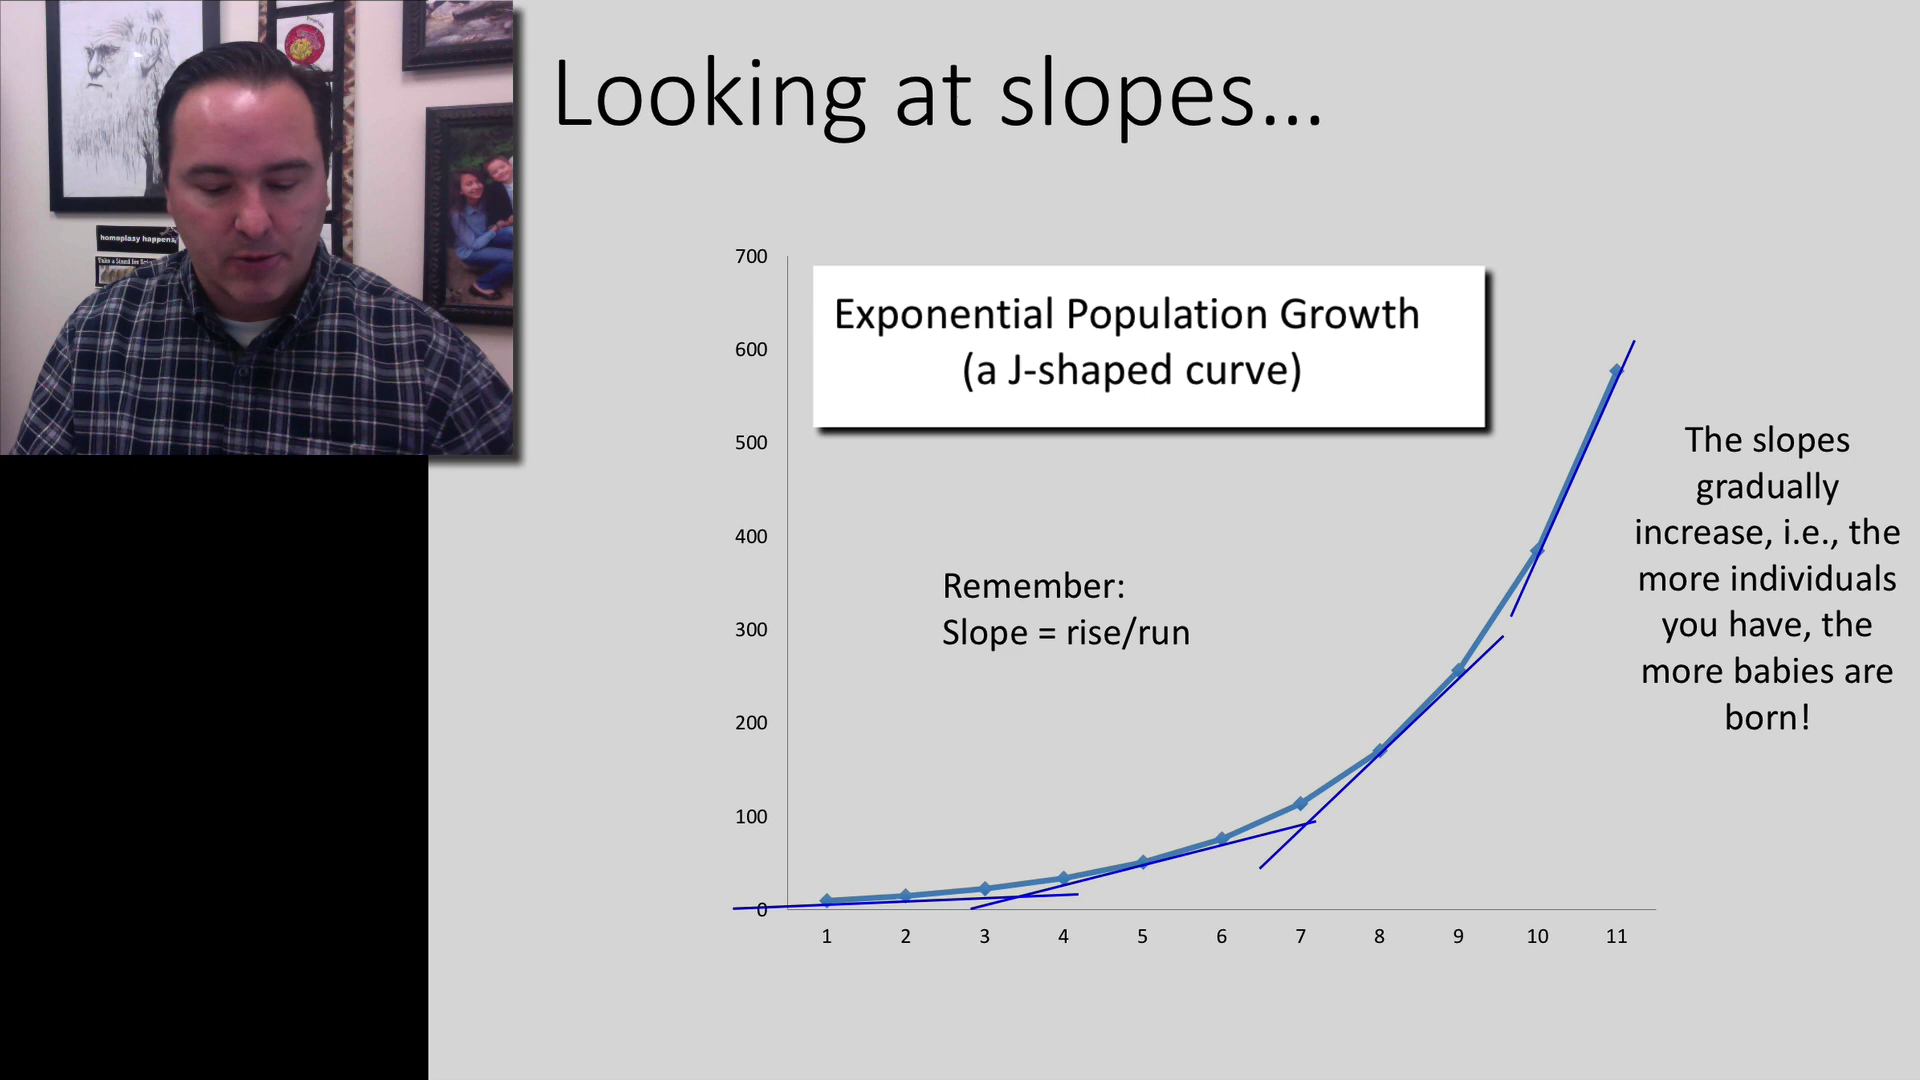 Looking at slopes...
homoplasy happens
Exponential Population Growth
(a J-shaped curve)
Remember:
Slope = rise/run
The slopes
gradually
increase, i.e., the
more individuals
you have, the
more babies are
born!
700
600
500
400
300
200
100
0
1 2 3 4 5 6 7 8 9 10 11